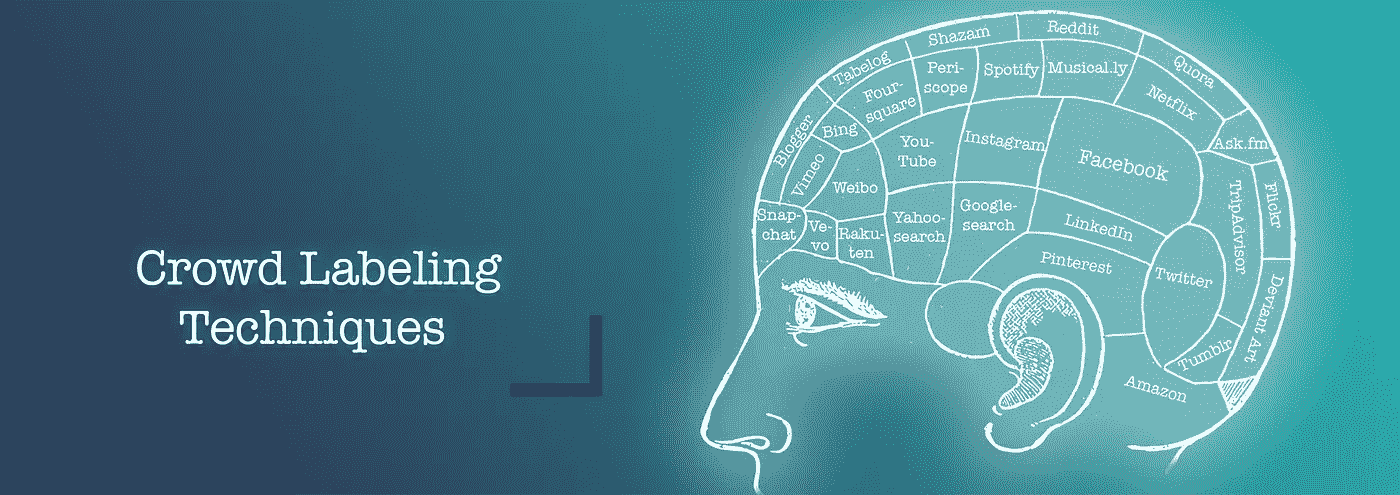 Crowd Labeling
Techniques
Shazam
Reddit
Tabelog
Quora
Peri-
scope
Spotify
Musical.ly
Four-
square
Netflix
Blogger
Bing
You-
Tube
Instagram
Facebook
Ask.fm
Vimeo
Weibo
TripAdvisor
Flickr
Snap-
chat
Ve-
vo
Raku-
ten
Yahoo-
search
Google-
search
LinkedIn
Pinterest
Twitter
Deviant Art
Tumblr
Amazon